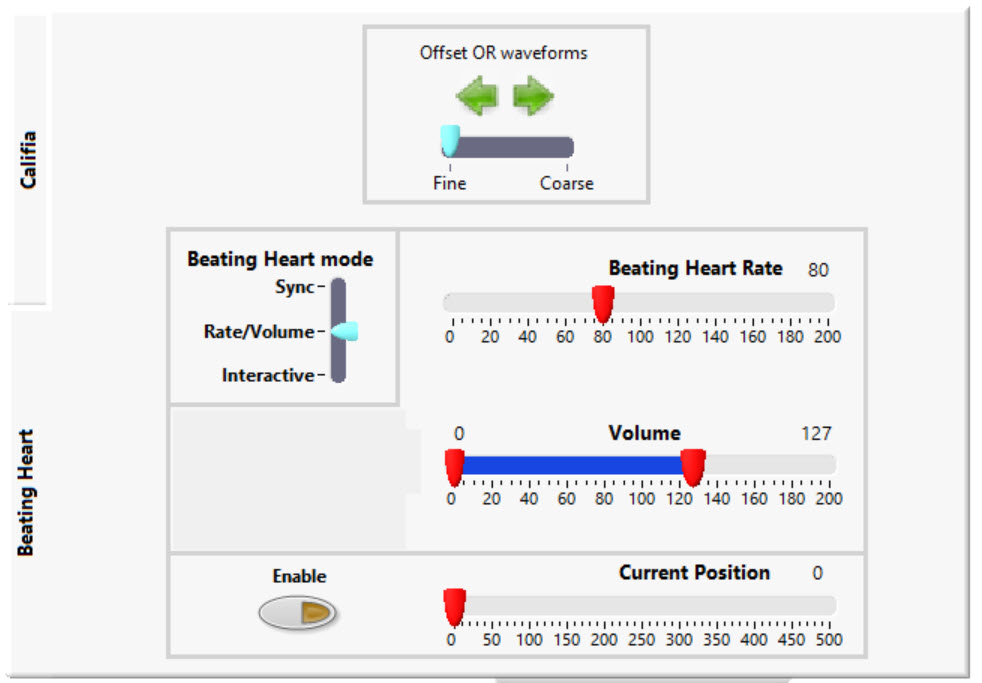 Califia
Beating Heart
Offset OR waveforms
Fine Coarse
Beating Heart mode
Sync
Rate/Volume
Interactive
Beating Heart Rate 80
0 20 40 60 80 100 120 140 160 180 200
0 Volume 127
0 20 40 60 80 100 120 140 160 180 200
Enable
Current Position 0
0 50 100 150 200 250 300 350 400 450 500